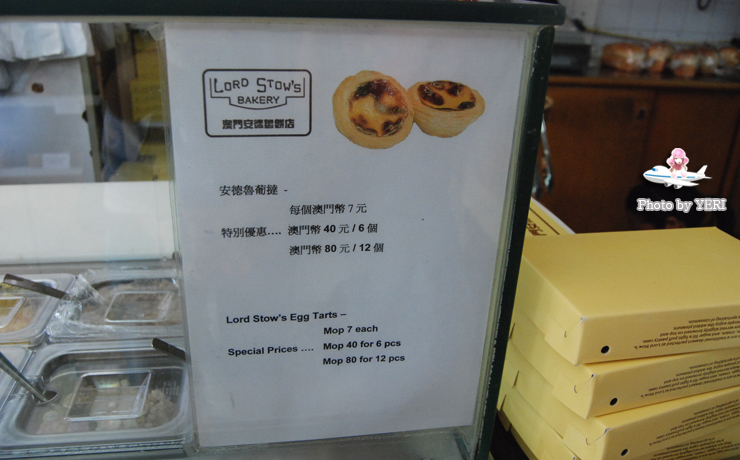 LORD STOW'S
BAKERY
澳門安德魯餅店
安德魯葡撻 -
每個澳門幣 7 元
特別優惠.... 澳門幣 40 元 / 6 個
澳門幣 80 元 / 12 個
Lord Stow's Egg Tarts –
Mop 7 each
Special Prices .... Mop 40 for 6 pcs
Mop 80 for 12 pcs
Photo by YERI